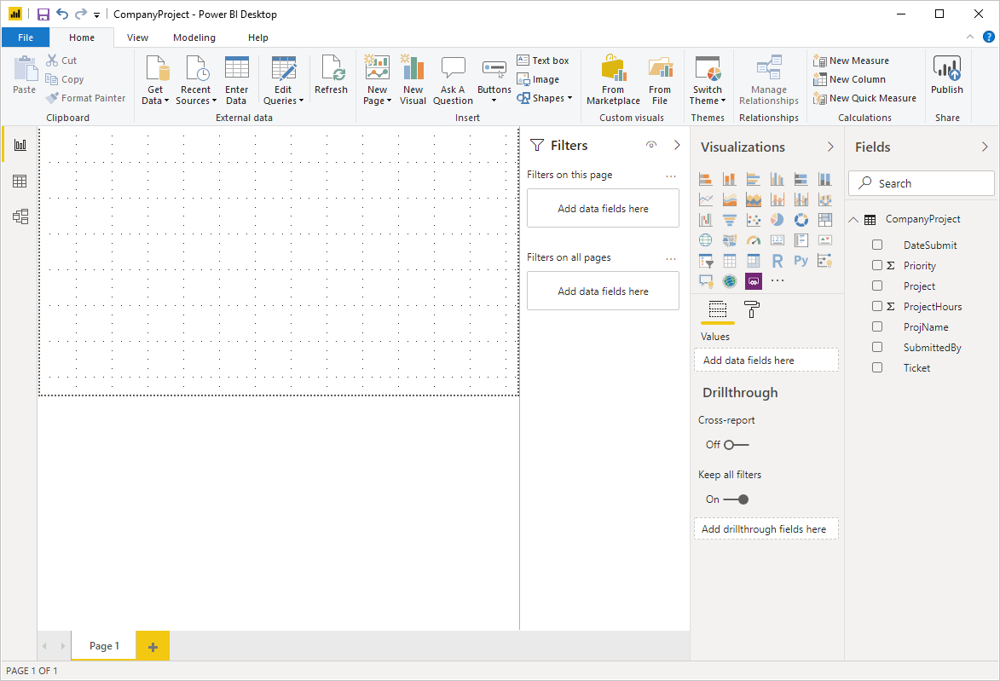 CompanyProject - Power BI Desktop
File Home View Modeling Help ?
Paste
Cut
Copy
Format Painter
Clipboard
Get Data
Recent Sources
Enter Data
Edit Queries
Refresh
External data
New Page
New Visual
Ask A Question
Buttons
Text box
Image
Shapes
Insert
From Marketplace
From File
Custom visuals
Switch Theme
Themes
Manage Relationships
Relationships
New Measure
New Column
New Quick Measure
Calculations
Publish
Share
Filters
Filters on this page ...
Add data fields here
Filters on all pages ...
Add data fields here
Visualizations
123
R Py
...
Values
Add data fields here
Drillthrough
Cross-report
Off
Keep all filters
On
Add drillthrough fields here
Fields
Search
CompanyProject
DateSubmit
Σ Priority
Project
Σ ProjectHours
ProjName
SubmittedBy
Ticket
Page 1 +
PAGE 1 OF 1